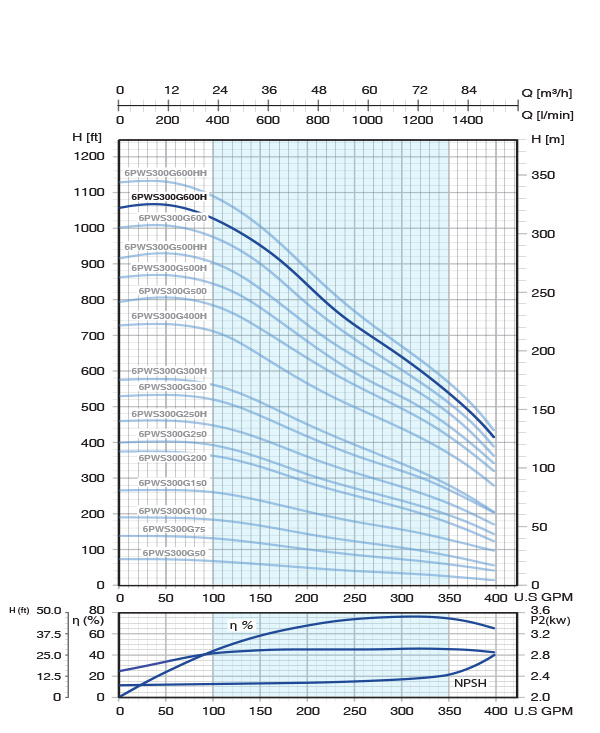 0 12 24 36 48 60 72 84 Q [m³/h]
0 200 400 600 800 1000 1200 1400 Q [l/min]
H [ft] H [m]
1200
350
6PWS300G600HH
1100
6PWS300G600H
6PWS300G600
1000
300
6PWS300Gs00HH
900
6PWS300Gs00H
250
6PWS300Gs00
800
6PWS300G400H
700
200
600
6PWS300G300H
6PWS300G300
150
500
6PWS300G2s0H
6PWS300G2s0
400
100
6PWS300G200
300
6PWS300G1s0
200
6PWS300G100
50
6PWS300G7s
100
6PWS300Gs0
0 0
0 50 100 150 200 250 300 350 400 U.S GPM
H (ft) 50.0 80 3.6
η (%) P2(kw)
η %
37.5 60 3.2
25.0 40 2.8
12.5 20 2.4
NPSH
0 0 2.0
0 50 100 150 200 250 300 350 400 U.S GPM